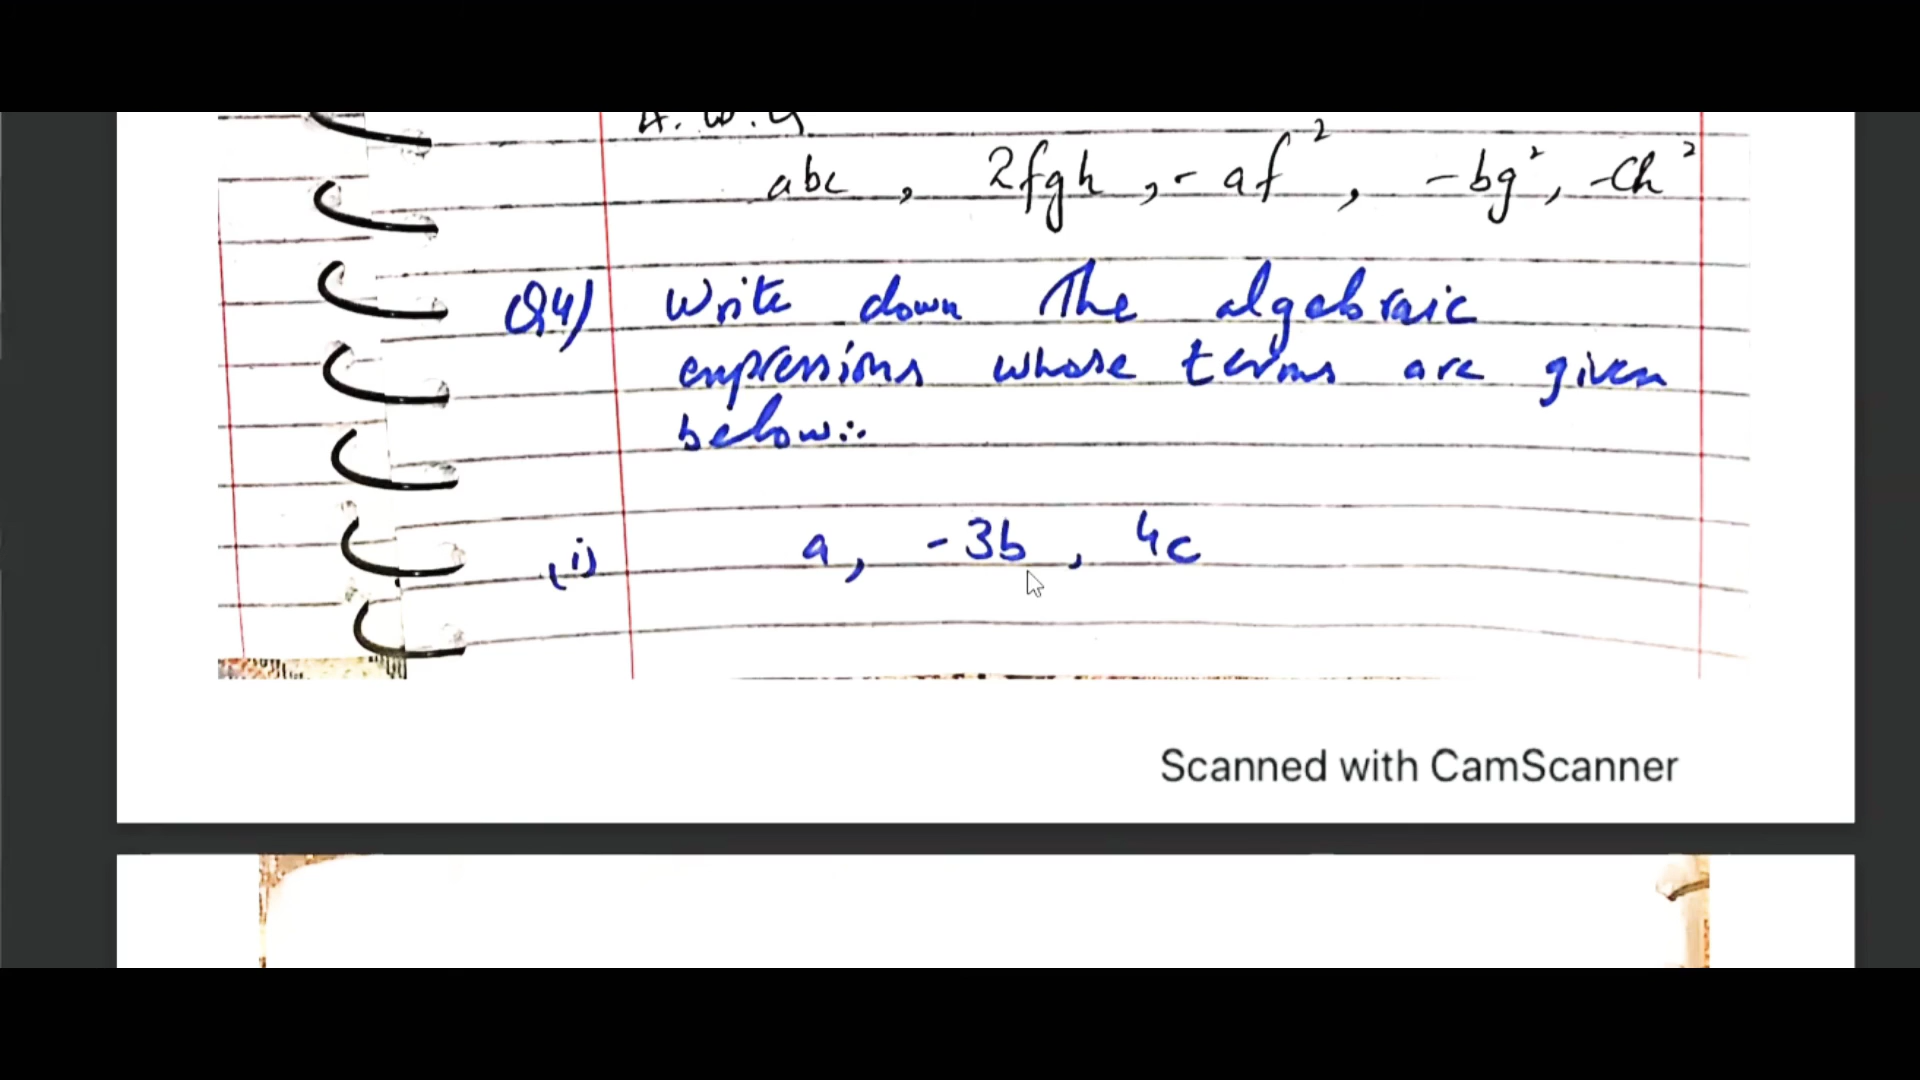 A. w. g
abc , 2fgh , - af² , - bg² , -Ch²
Q4) Write down the algebraic
expressions whose terms are given
below:.
(i) a, -3b , 4c
Scanned with CamScanner